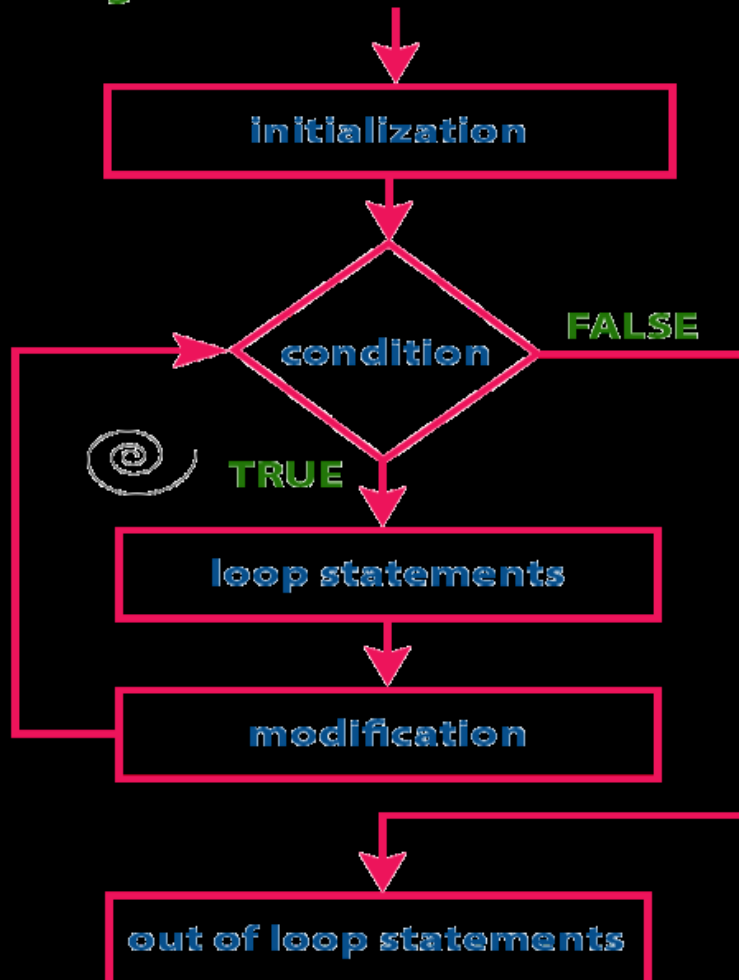 initialization
condition
FALSE
TRUE
loop statements
modification
out of loop statements